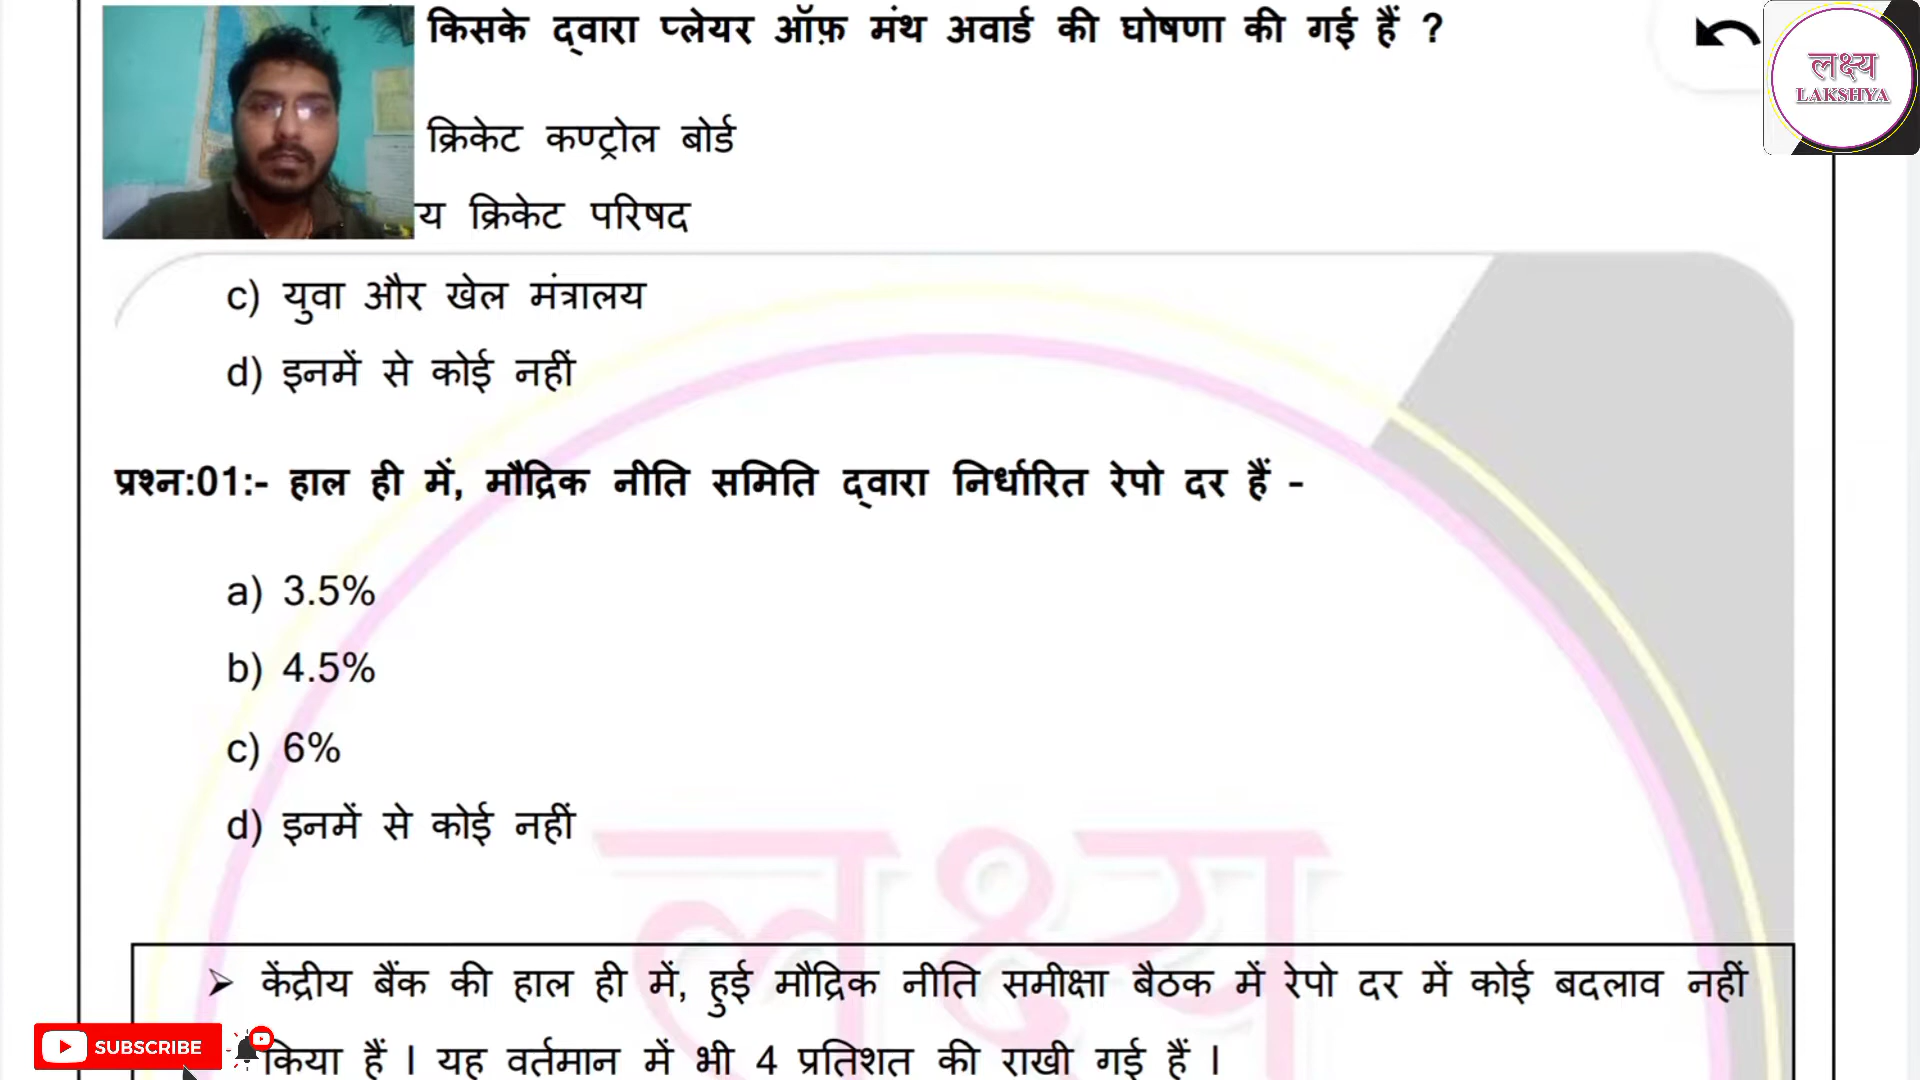 किसके द्वारा प्लेयर ऑफ़ मंथ अवार्ड की घोषणा की गई हैं ?
लक्ष्य
LAKSHYA
क्रिकेट कण्ट्रोल बोर्ड
य क्रिकेट परिषद
c) युवा और खेल मंत्रालय
d) इनमें से कोई नहीं
प्रश्न:01:- हाल ही में, मौद्रिक नीति समिति द्वारा निर्धारित रेपो दर हैं -
a) 3.5%
b) 4.5%
c) 6%
d) इनमें से कोई नहीं
लक्ष्य
➢ केंद्रीय बैंक की हाल ही में, हुई मौद्रिक नीति समीक्षा बैठक में रेपो दर में कोई बदलाव नहीं
किया हैं । यह वर्तमान में भी 4 प्रतिशत की राखी गई हैं ।
SUBSCRIBE